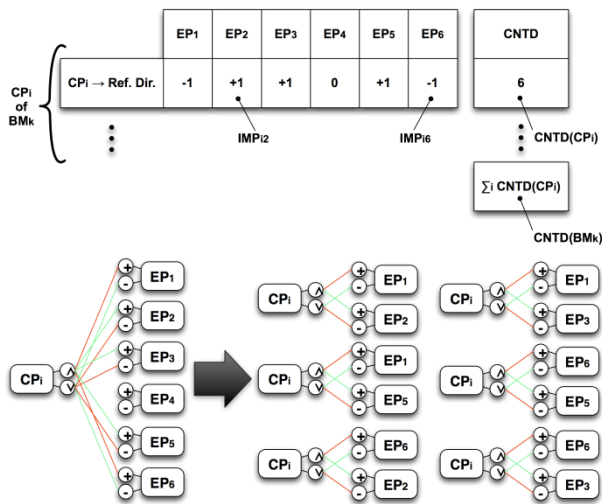 EP1 EP2 EP3 EP4 EP5 EP6 CNTD
CPi → Ref. Dir. -1 +1 +1 0 +1 -1 6
CPi
of
BMk
IMPi2 IMPi6 CNTD(CPi)
∑i CNTD(CPi)
CNTD(BMk)
CPi
<
>
+
-
EP1
+
-
EP2
+
-
EP3
+
-
EP4
+
-
EP5
+
-
EP6
CPi
<
>
+
-
EP1
+
-
EP2
CPi
<
>
+
-
EP1
+
-
EP3
CPi
<
>
+
-
EP1
+
-
EP5
CPi
<
>
+
-
EP6
+
-
EP5
CPi
<
>
+
-
EP6
+
-
EP2
CPi
<
>
+
-
EP6
+
-
EP3